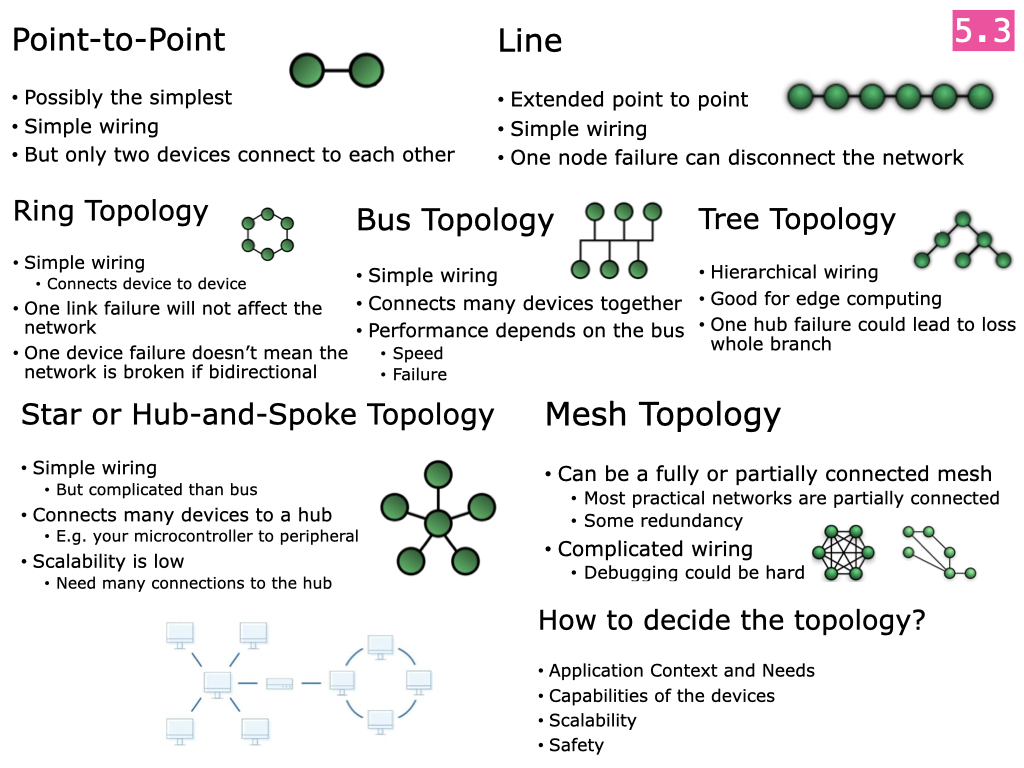 5.3
Point-to-Point
• Possibly the simplest
• Simple wiring
• But only two devices connect to each other
Line
• Extended point to point
• Simple wiring
• One node failure can disconnect the network
Ring Topology
• Simple wiring
• Connects device to device
• One link failure will not affect the
network
• One device failure doesn’t mean the
network is broken if bidirectional
Bus Topology
• Simple wiring
• Connects many devices together
• Performance depends on the bus
• Speed
• Failure
Tree Topology
• Hierarchical wiring
• Good for edge computing
• One hub failure could lead to loss
whole branch
Star or Hub-and-Spoke Topology
• Simple wiring
• But complicated than bus
• Connects many devices to a hub
• E.g. your microcontroller to peripheral
• Scalability is low
• Need many connections to the hub
Mesh Topology
• Can be a fully or partially connected mesh
• Most practical networks are partially connected
• Some redundancy
• Complicated wiring
• Debugging could be hard
How to decide the topology?
• Application Context and Needs
• Capabilities of the devices
• Scalability
• Safety